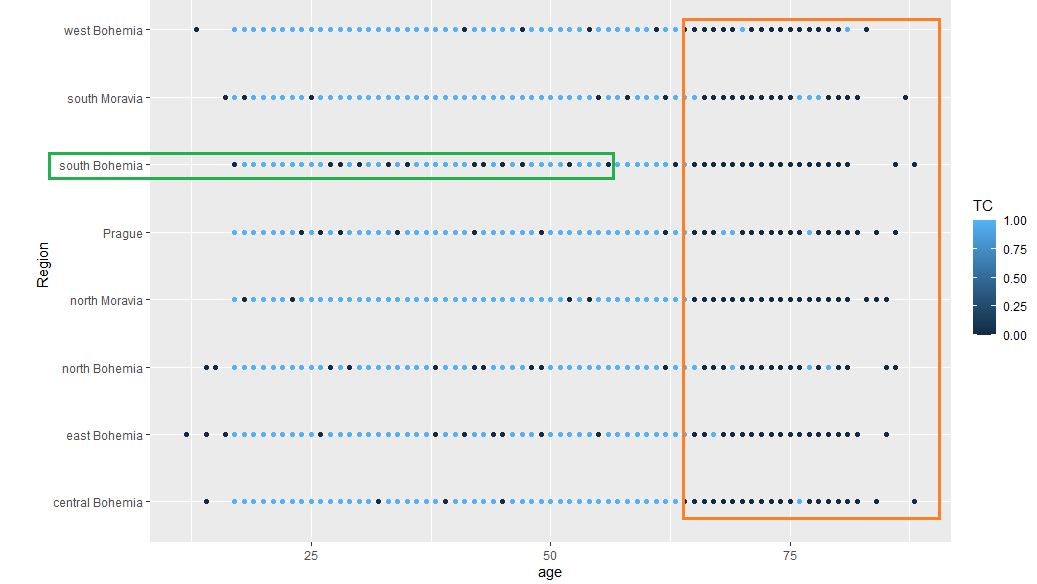 west Bohemia
south Moravia
south Bohemia
Prague
north Moravia
north Bohemia
east Bohemia
central Bohemia
Region
25 50 75
age
TC
1.00
0.75
0.50
0.25
0.00